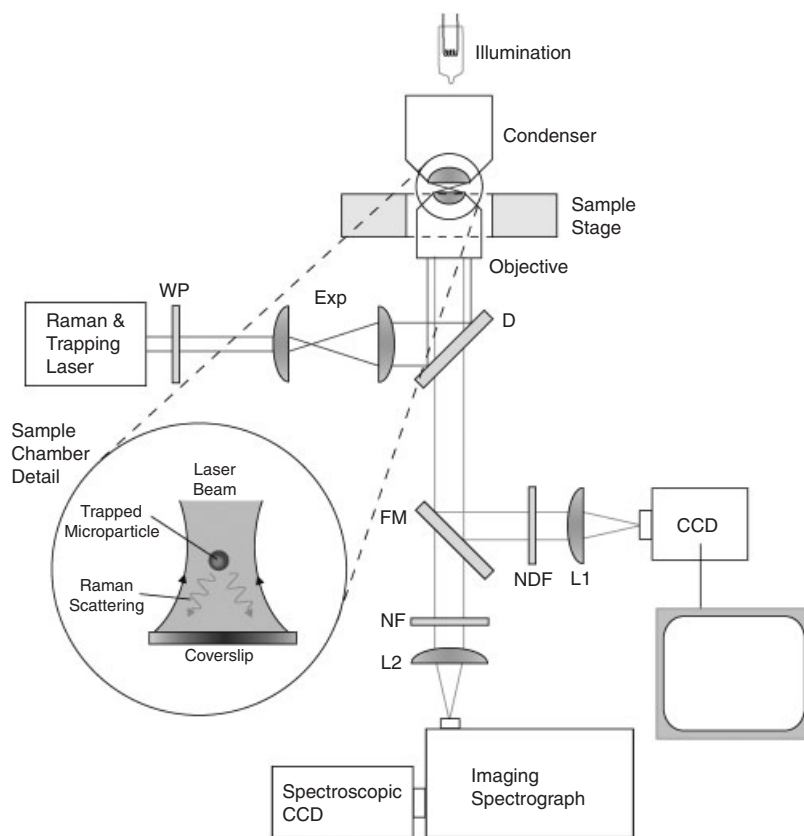 Illumination
Condenser
Sample
Stage
Objective
WP
Exp
D
Raman &
Trapping
Laser
Sample
Chamber
Detail
Laser
Beam
Trapped
Microparticle
Raman
Scattering
Coverslip
FM
NDF
L1
CCD
NF
L2
Spectroscopic
CCD
Imaging
Spectrograph